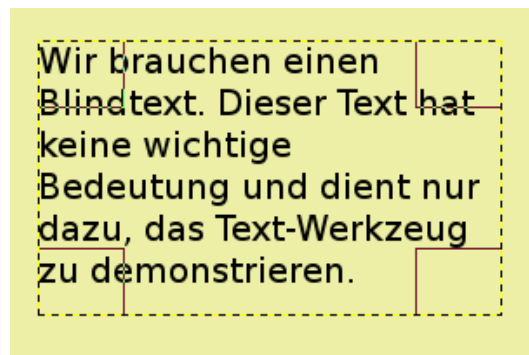 Wir brauchen einen
Blindtext. Dieser Text hat
keine wichtige
Bedeutung und dient nur
dazu, das Text-Werkzeug
zu demonstrieren.